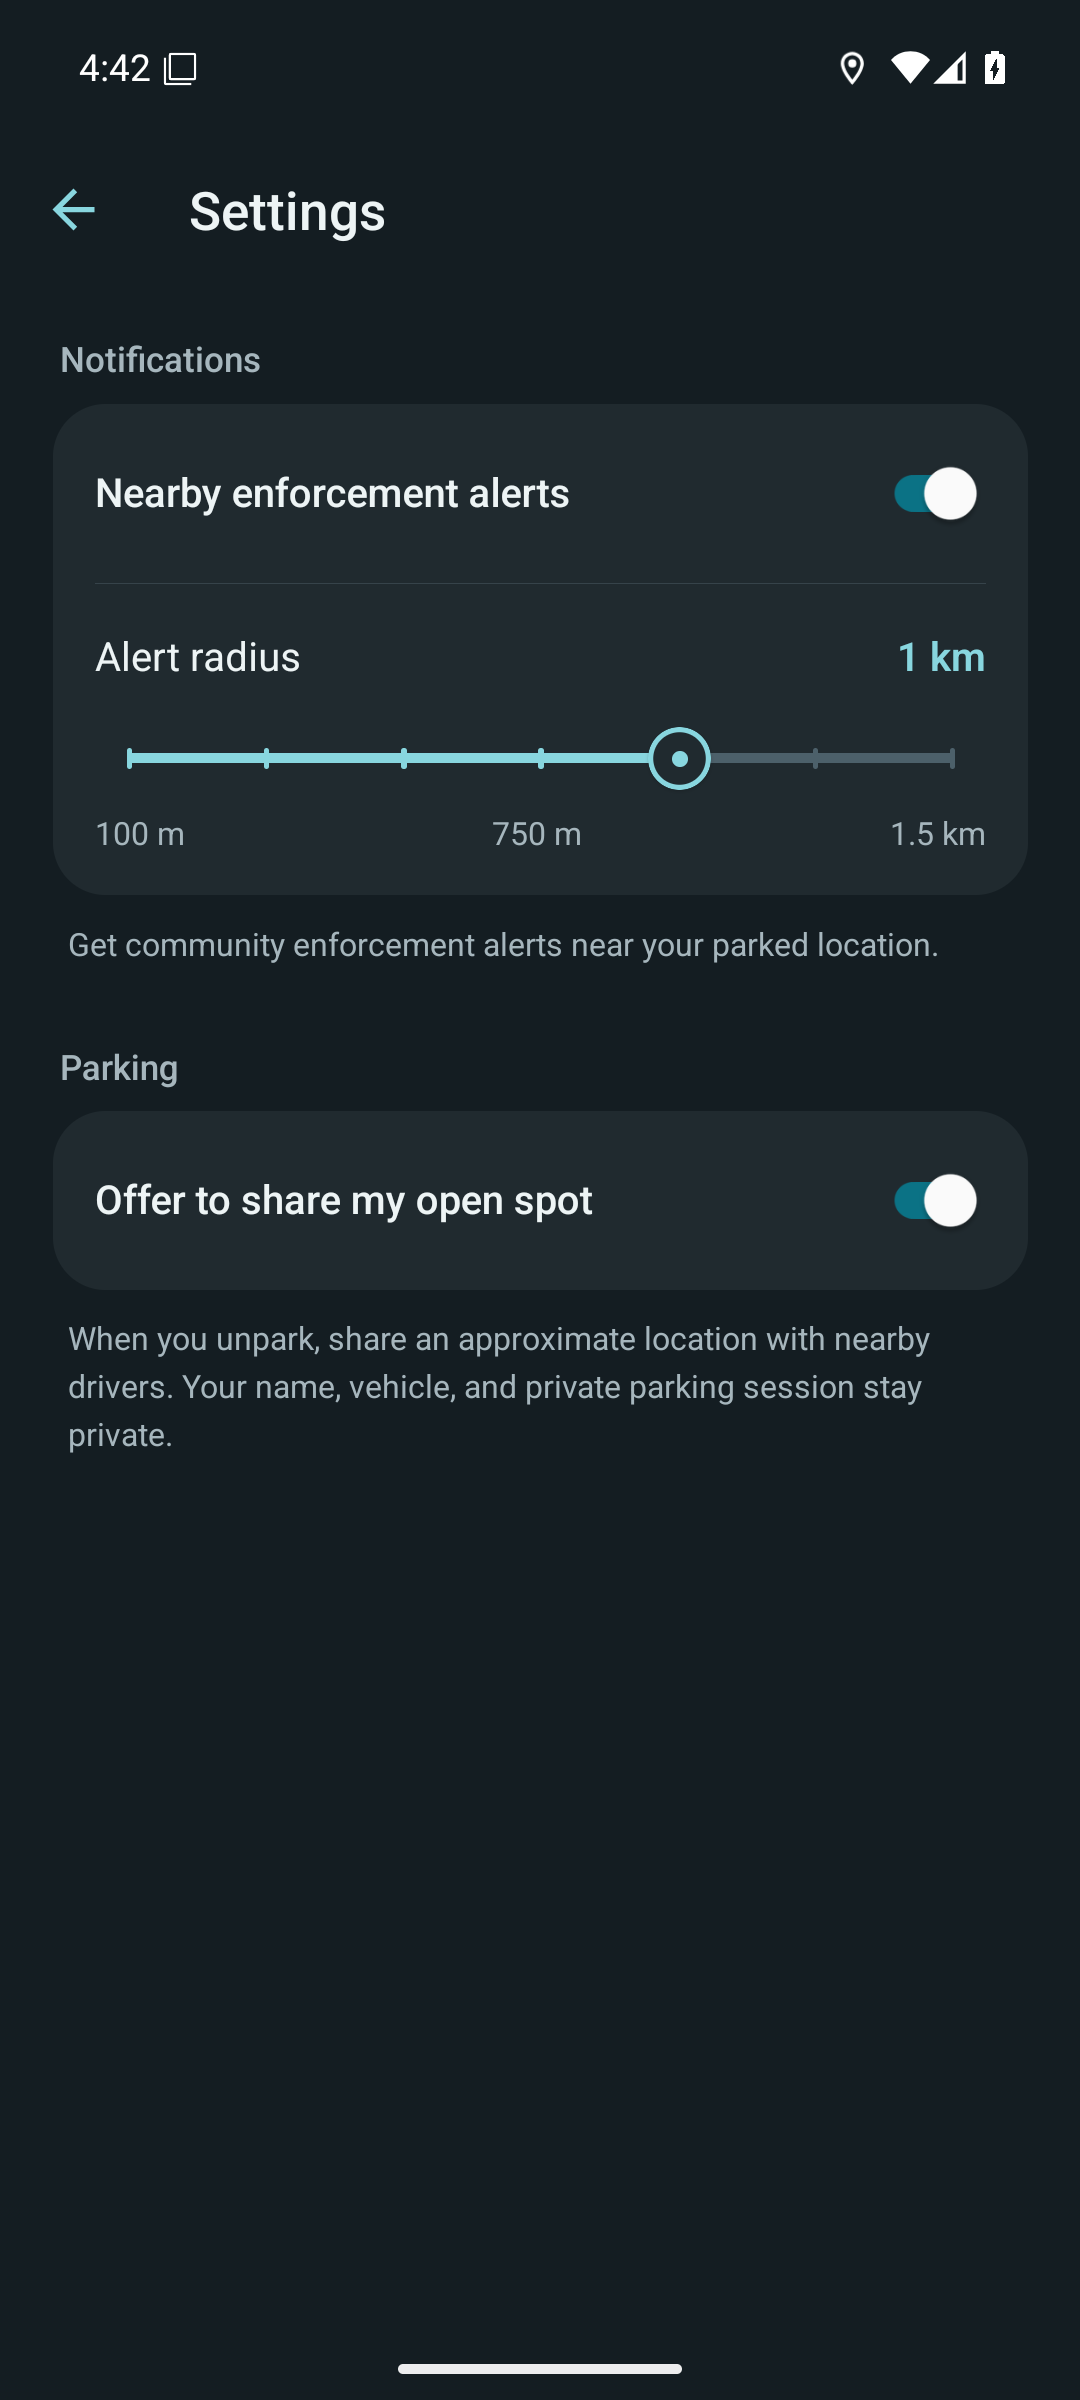 4:42
Settings
Notifications
Nearby enforcement alerts
Alert radius 1 km
100 m 750 m 1.5 km
Get community enforcement alerts near your parked location.
Parking
Offer to share my open spot
When you unpark, share an approximate location with nearby
drivers. Your name, vehicle, and private parking session stay
private.